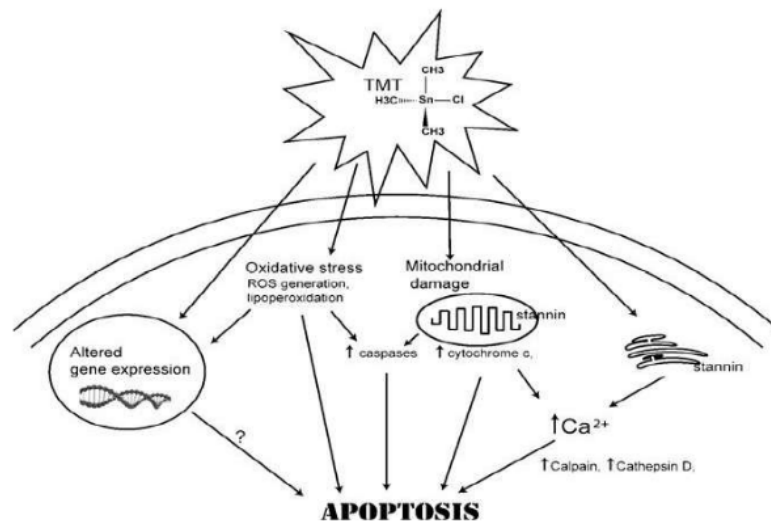 TMT
CH3
H3C Sn Cl
CH3
Oxidative stress
ROS generation,
lipoperoxidation
Mitochondrial
damage
stannin
Altered
gene expression
↑ caspases
↑ cytochrome c,
stannin
↑Ca²⁺
?
↑Calpain, ↑Cathepsin D,
APOPTOSIS